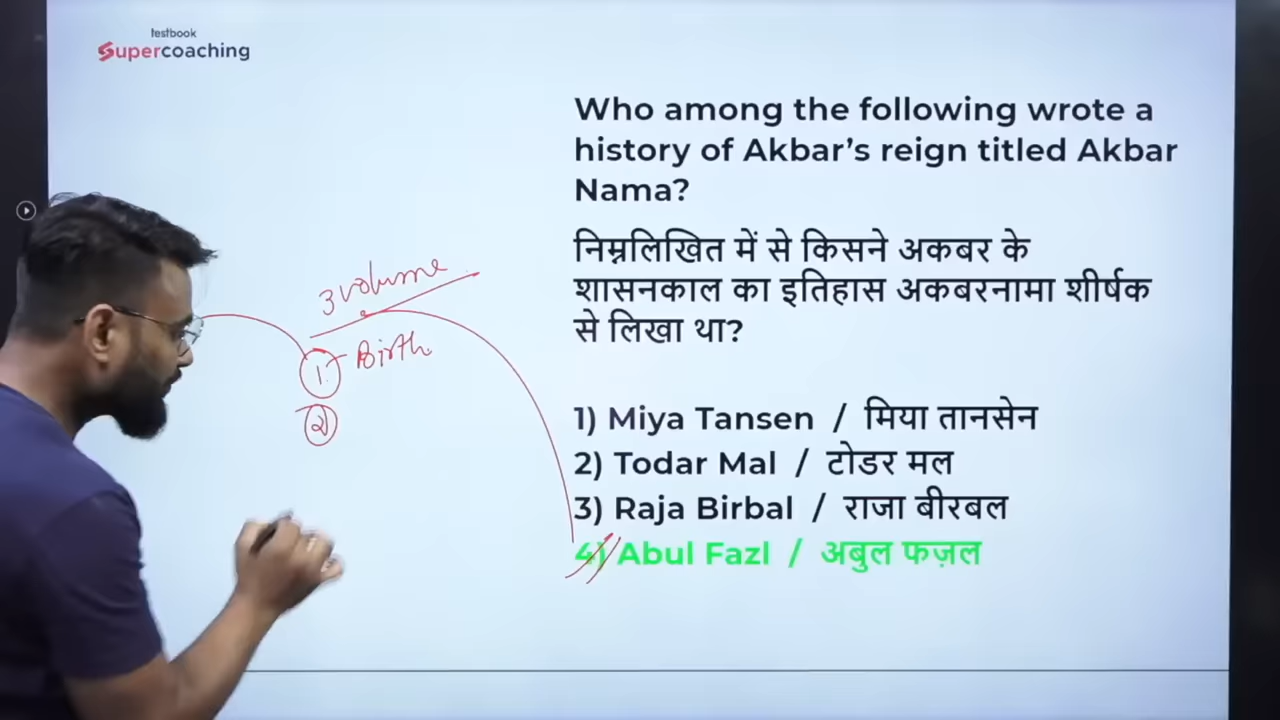 testbook
Supercoaching
Who among the following wrote a
history of Akbar's reign titled Akbar
Nama?
निम्नलिखित में से किसने अकबर के
शासनकाल का इतिहास अकबरनामा शीर्षक
से लिखा था?
3 volume
1. Birth
2
1) Miya Tansen / मिया तानसेन
2) Todar Mal / टोडर मल
3) Raja Birbal / राजा बीरबल
4) Abul Fazl / अबुल फज़ल